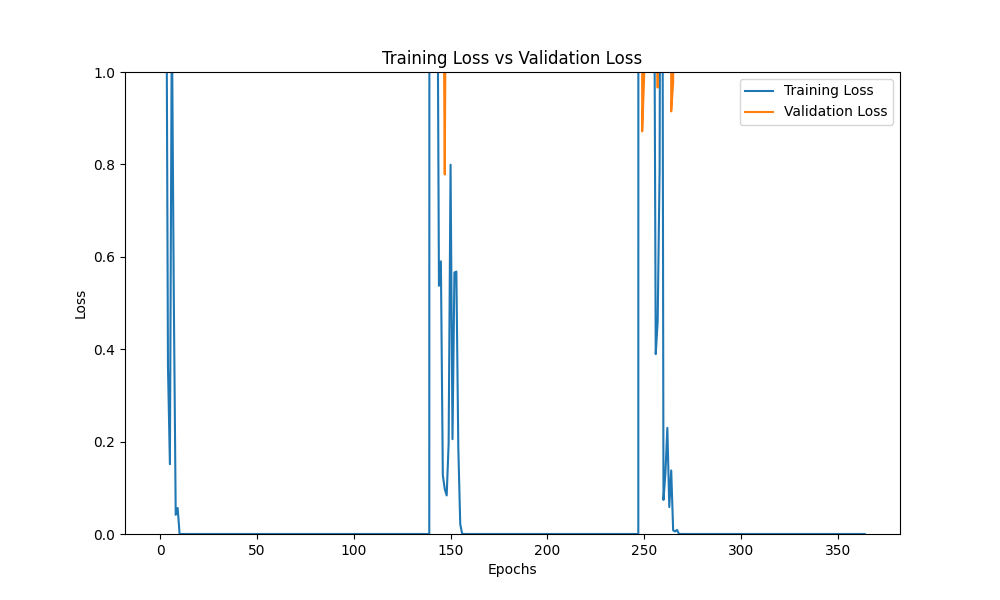 Training Loss vs Validation Loss
1.0
0.8
0.6
0.4
0.2
0.0
Loss
Training Loss
Validation Loss
0 50 100 150 200 250 300 350
Epochs